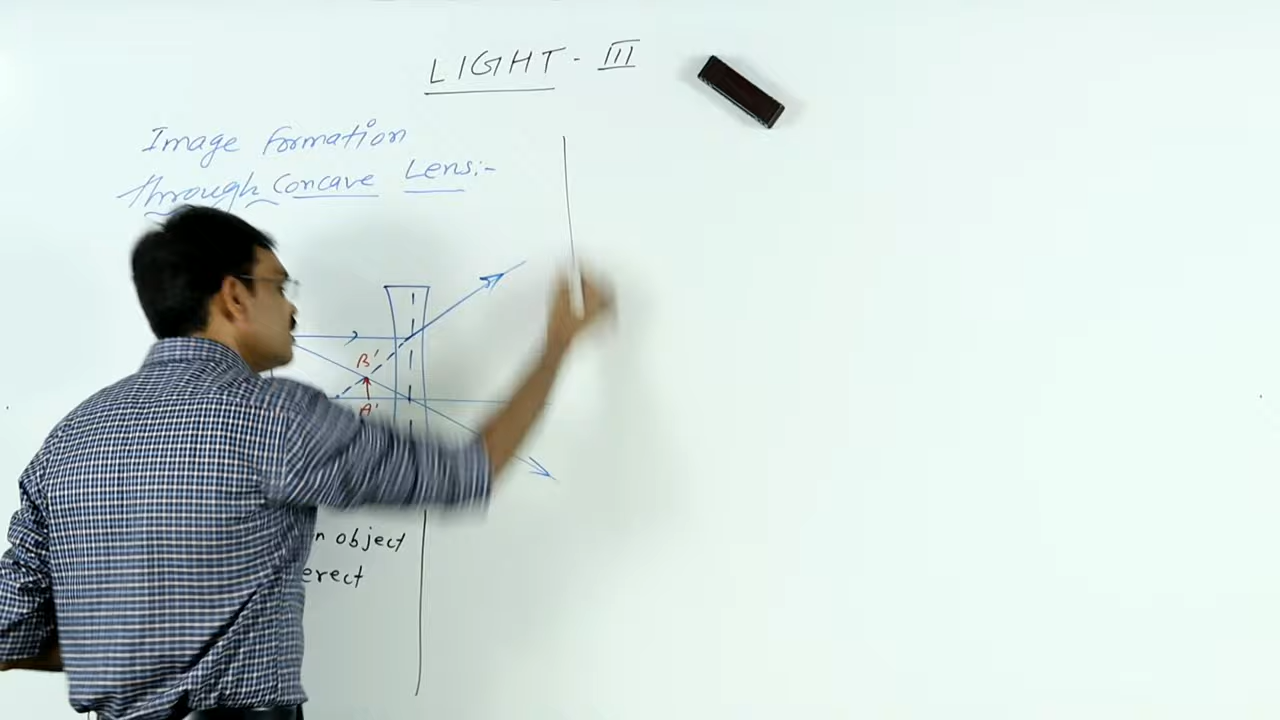 LIGHT - III
Image formation
through Concave Lens:-
B'
A'
object
erect